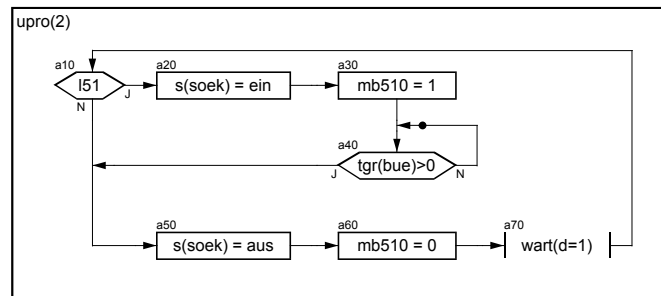 upro(2)
a10
l51
J
N
a20
s(soek) = ein
a30
mb510 = 1
a40
tgr(bue)>0
J
N
a50
s(soek) = aus
a60
mb510 = 0
a70
wart(d=1)